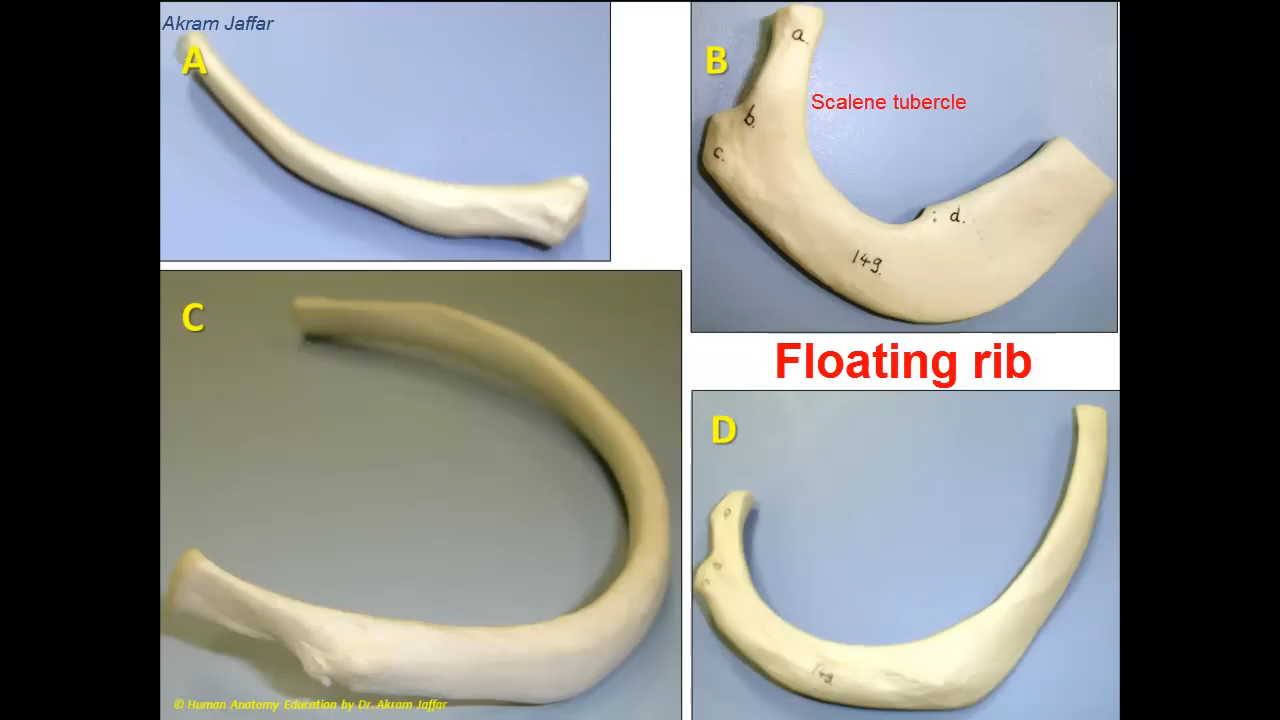 Akram Jaffar
A
B
a.
Scalene tubercle
b.
c.
d.
149.
Floating rib
C
D
149.
© Human Anatomy Education by Dr. Akram Jaffar